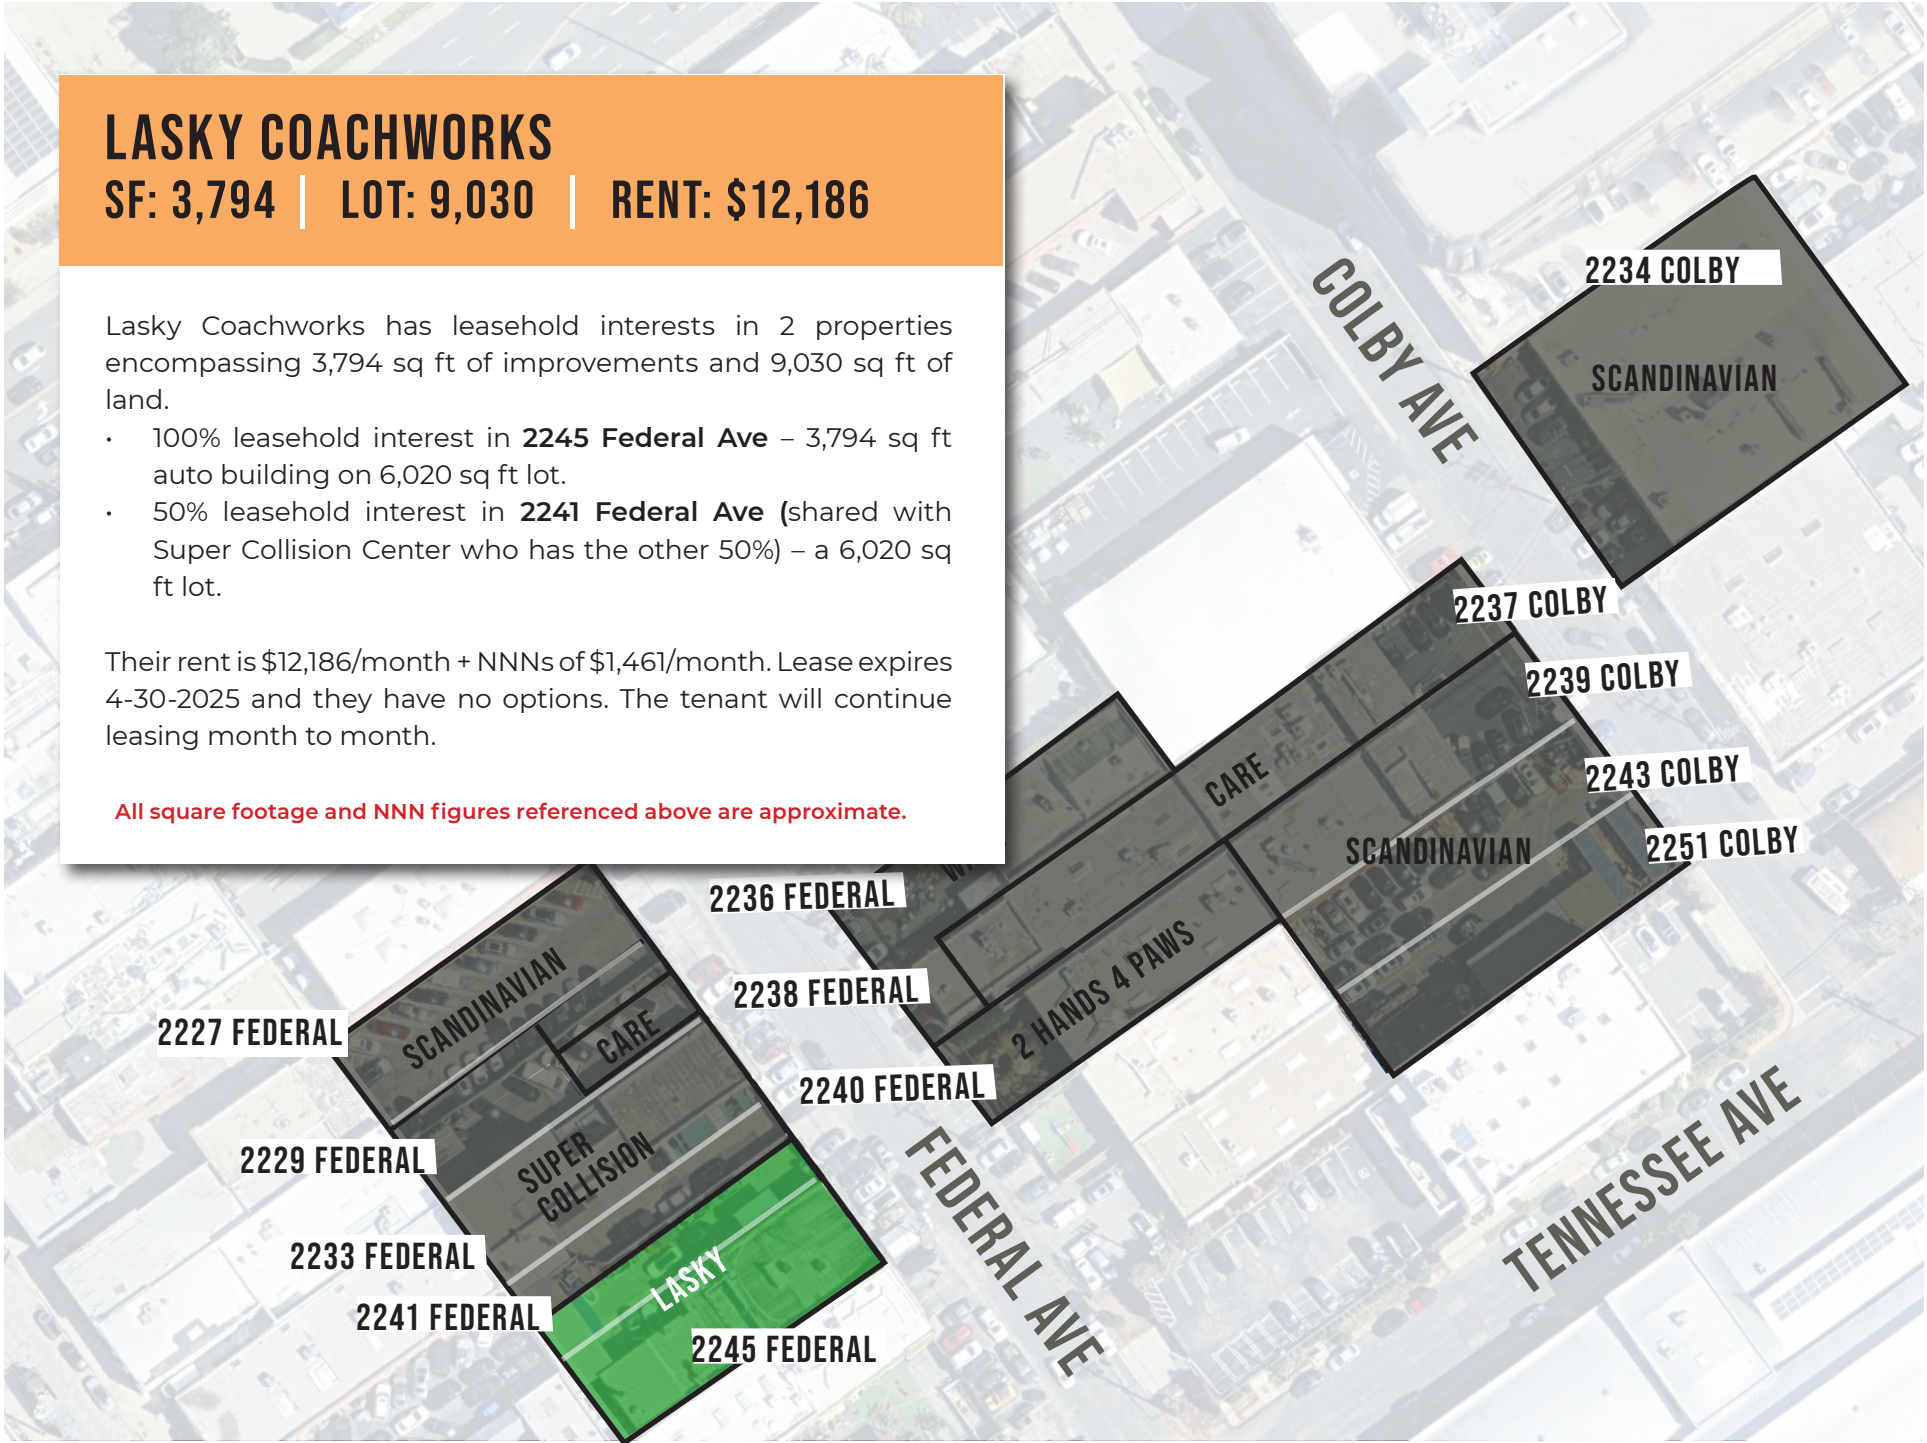 LASKY COACHWORKS
SF: 3,794 | LOT: 9,030 | RENT: $12,186
Lasky Coachworks has leasehold interests in 2 properties
encompassing 3,794 sq ft of improvements and 9,030 sq ft of
land.
• 100% leasehold interest in 2245 Federal Ave – 3,794 sq ft
auto building on 6,020 sq ft lot.
• 50% leasehold interest in 2241 Federal Ave (shared with
Super Collision Center who has the other 50%) – a 6,020 sq
ft lot.
Their rent is $12,186/month + NNNs of $1,461/month. Lease expires
4-30-2025 and they have no options. The tenant will continue
leasing month to month.
All square footage and NNN figures referenced above are approximate.
COLBY AVE
2234 COLBY
SCANDINAVIAN
2237 COLBY
2239 COLBY
2243 COLBY
2251 COLBY
CARE
SCANDINAVIAN
2236 FEDERAL
2238 FEDERAL
2 HANDS 4 PAWS
2240 FEDERAL
SCANDINAVIAN
2227 FEDERAL
CARE
2229 FEDERAL
SUPER
COLLISION
2233 FEDERAL
2241 FEDERAL
LASKY
2245 FEDERAL
FEDERAL AVE
TENNESSEE AVE